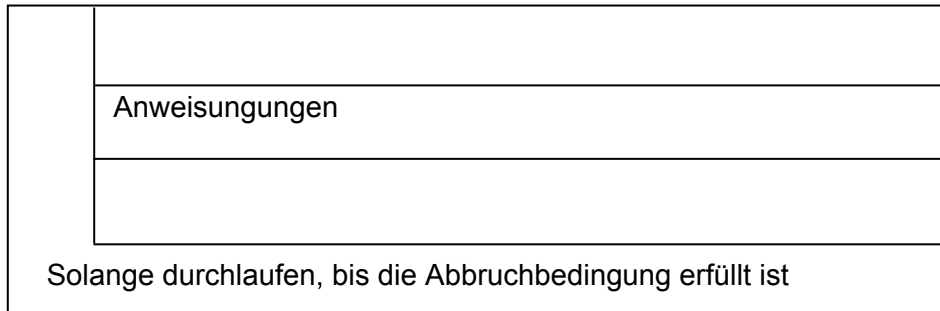 Anweisungungen
Solange durchlaufen, bis die Abbruchbedingung erfüllt ist